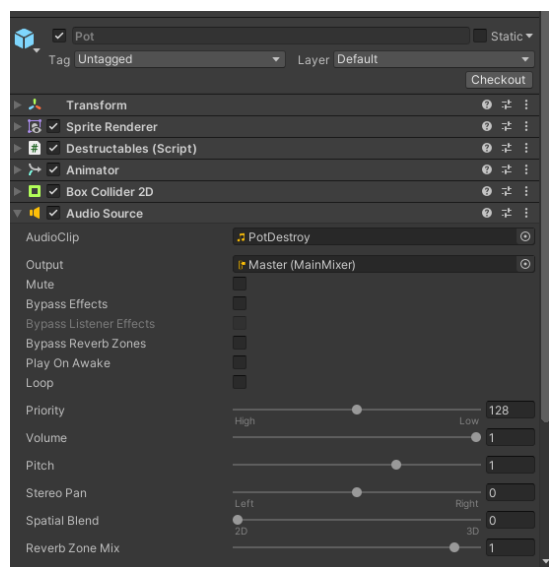 Pot Static
Tag Untagged Layer Default
Checkout
Transform
Sprite Renderer
# Destructables (Script)
Animator
Box Collider 2D
Audio Source
AudioClip PotDestroy
Output Master (MainMixer)
Mute
Bypass Effects
Bypass Listener Effects
Bypass Reverb Zones
Play On Awake
Loop
Priority 128
High Low
Volume 1
Pitch 1
Stereo Pan 0
Left Right
Spatial Blend 0
2D 3D
Reverb Zone Mix 1